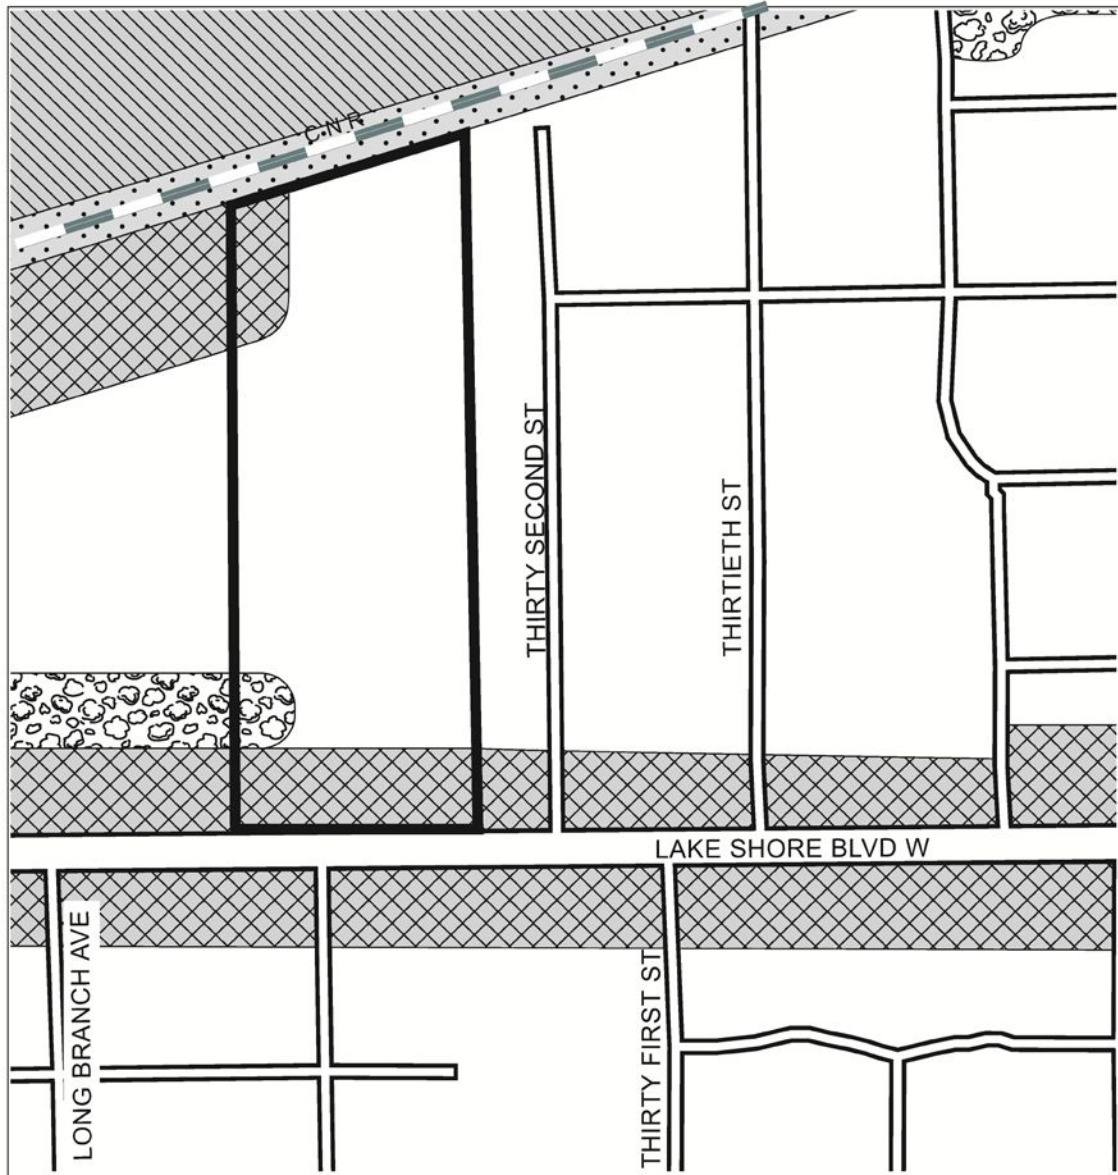 C N R
THIRTY SECOND ST
THIRTIETH ST
LAKE SHORE BLVD W
LONG BRANCH AVE
THIRTY FIRST ST